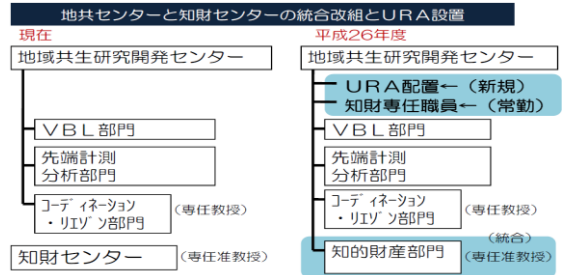 地共センターと知財センターの統合改組とURA設置
現在
地域共生研究開発センター
VBL部門
先端計測
分析部門
コーディネーション
・リエゾン部門
(専任教授)
知財センター
(専任准教授)
平成26年度
地域共生研究開発センター
URA配置←(新規)
知財専任職員←(常勤)
VBL部門
先端計測
分析部門
コーディネーション
・リエゾン部門
(専任教授)
(統合)
知的財産部門
(専任准教授)